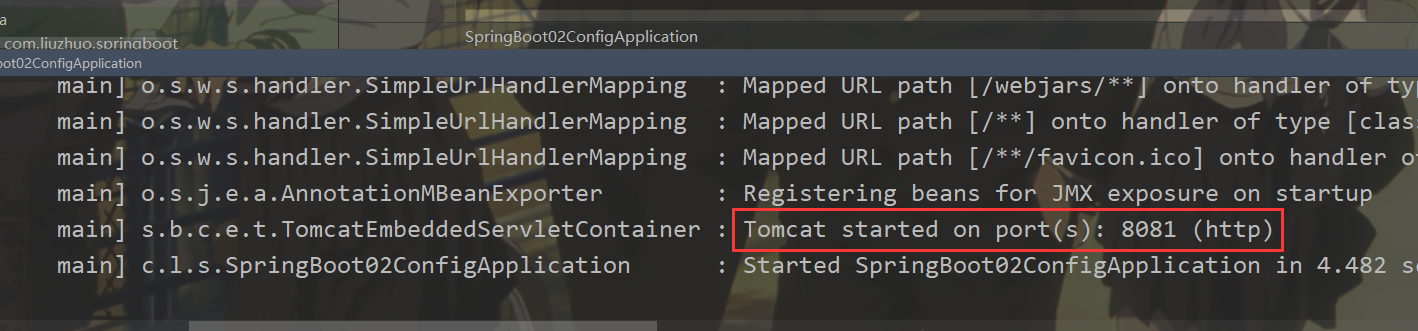 a
com.liuzhuo.springboot
SpringBoot02ConfigApplication
oot02ConfigApplication
main] o.s.w.s.handler.SimpleUrlHandlerMapping : Mapped URL path [/webjars/**] onto handler of typ
main] o.s.w.s.handler.SimpleUrlHandlerMapping : Mapped URL path [/**] onto handler of type [clas
main] o.s.w.s.handler.SimpleUrlHandlerMapping : Mapped URL path [/**/favicon.ico] onto handler o
main] o.s.j.e.a.AnnotationMBeanExporter : Registering beans for JMX exposure on startup
main] s.b.c.e.t.TomcatEmbeddedServletContainer : Tomcat started on port(s): 8081 (http)
main] c.l.s.SpringBoot02ConfigApplication : Started SpringBoot02ConfigApplication in 4.482 se